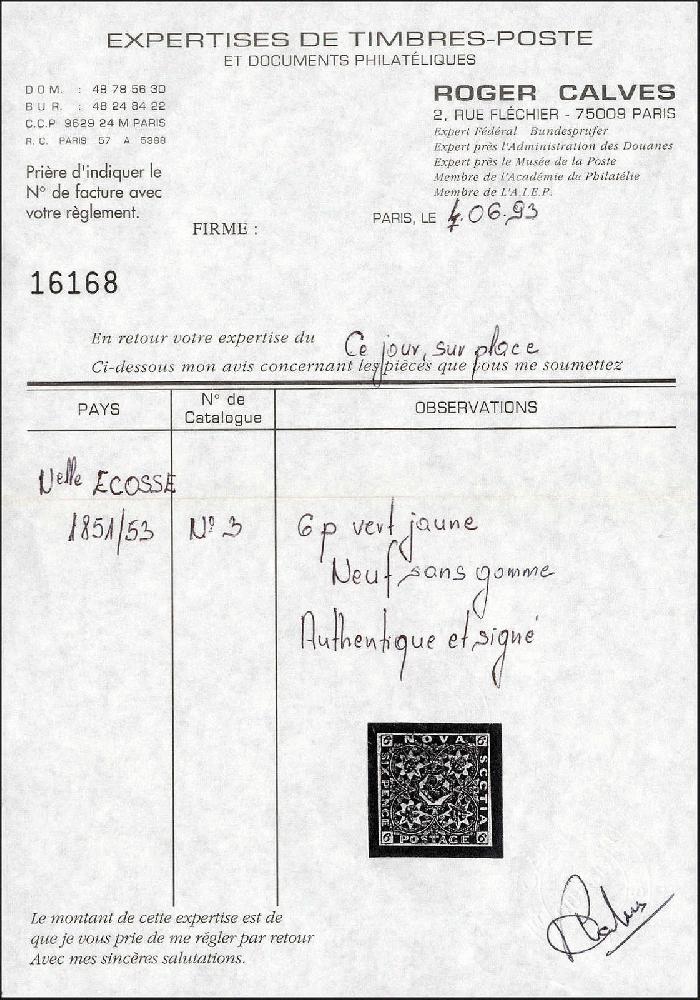 EXPERTISES DE TIMBRES-POSTE
ET DOCUMENTS PHILATÉLIQUES
DOM. : 48 78 56 30
BUR. : 48 24 84 22
C.C.P 9629 24 M PARIS
R.C. PARIS 57 A 5388
Prière d'indiquer le
N° de facture avec
votre règlement.
ROGER CALVES
2, RUE FLÉCHIER - 75009 PARIS
Expert Fédéral Bundesprufer
Expert près l'Administration des Douanes
Expert près le Musée de la Poste
Membre de l'Académie de Philatélie
Membre de L'A.I.E.P.
FIRME :
PARIS, LE 4.06.93
16168
En retour votre expertise du Ce jour, sur place
Ci-dessous mon avis concernant les pièces que vous me soumettez
PAYS
N° de
Catalogue
OBSERVATIONS
Nelle ECOSSE
1851/53 N° 3 6 p vert jaune
Neuf sans gomme
Authentique et signé
6 NOVA 6
SIX PENCE
SCOTIA
6 POSTAGE 6
Le montant de cette expertise est de
que je vous prie de me régler par retour
Avec mes sincères salutations.